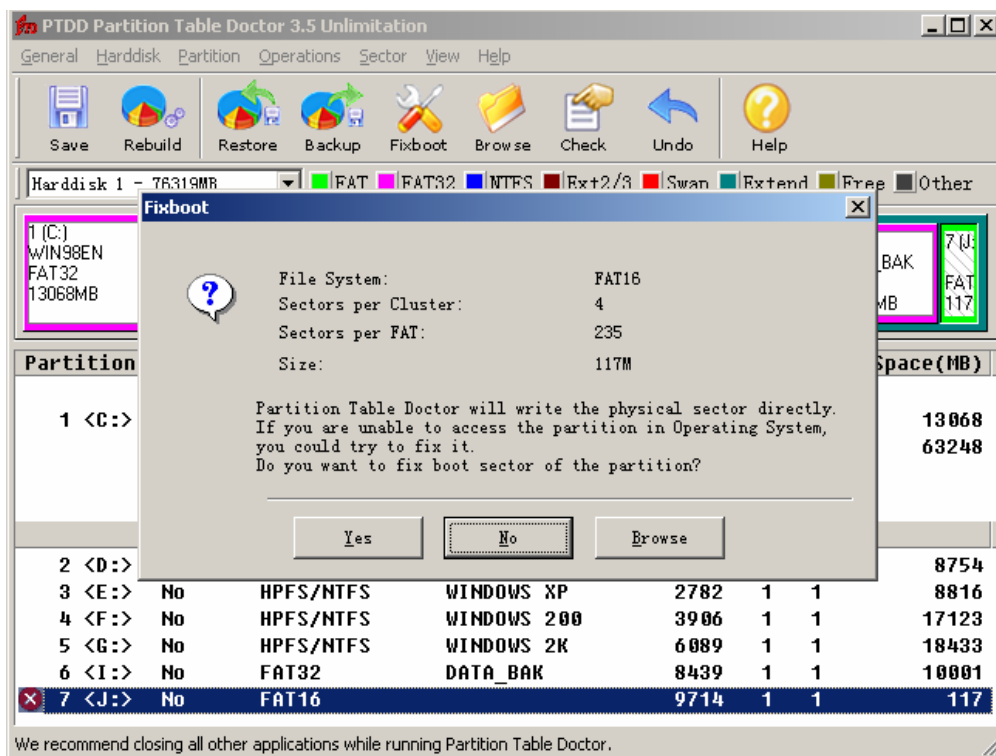 PTDD Partition Table Doctor 3.5 Unlimitation
General Harddisk Partition Operations Sector View Help
Save Rebuild Restore Backup Fixboot Browse Check Undo Help
Harddisk 1 - 76319MB FAT FAT32 NTFS Ext2/3 Swap Extend Free Other
Fixboot
1 (C:)
WIN98EN
FAT32
13068MB
_BAK
MB
7 (J:
FAT
117
File System: FAT16
Sectors per Cluster: 4
Sectors per FAT: 235
Size: 117M
Partition Table Doctor will write the physical sector directly.
If you are unable to access the partition in Operating System,
you could try to fix it.
Do you want to fix boot sector of the partition?
Yes No Browse
Partition Space(MB)
1 <C:> 13068
63248
2 <D:> 8754
3 <E:> No HPFS/NTFS WINDOWS XP 2782 1 1 8816
4 <F:> No HPFS/NTFS WINDOWS 200 3906 1 1 17123
5 <G:> No HPFS/NTFS WINDOWS 2K 6089 1 1 18433
6 <I:> No FAT32 DATA_BAK 8439 1 1 10001
7 <J:> No FAT16 9714 1 1 117
We recommend closing all other applications while running Partition Table Doctor.